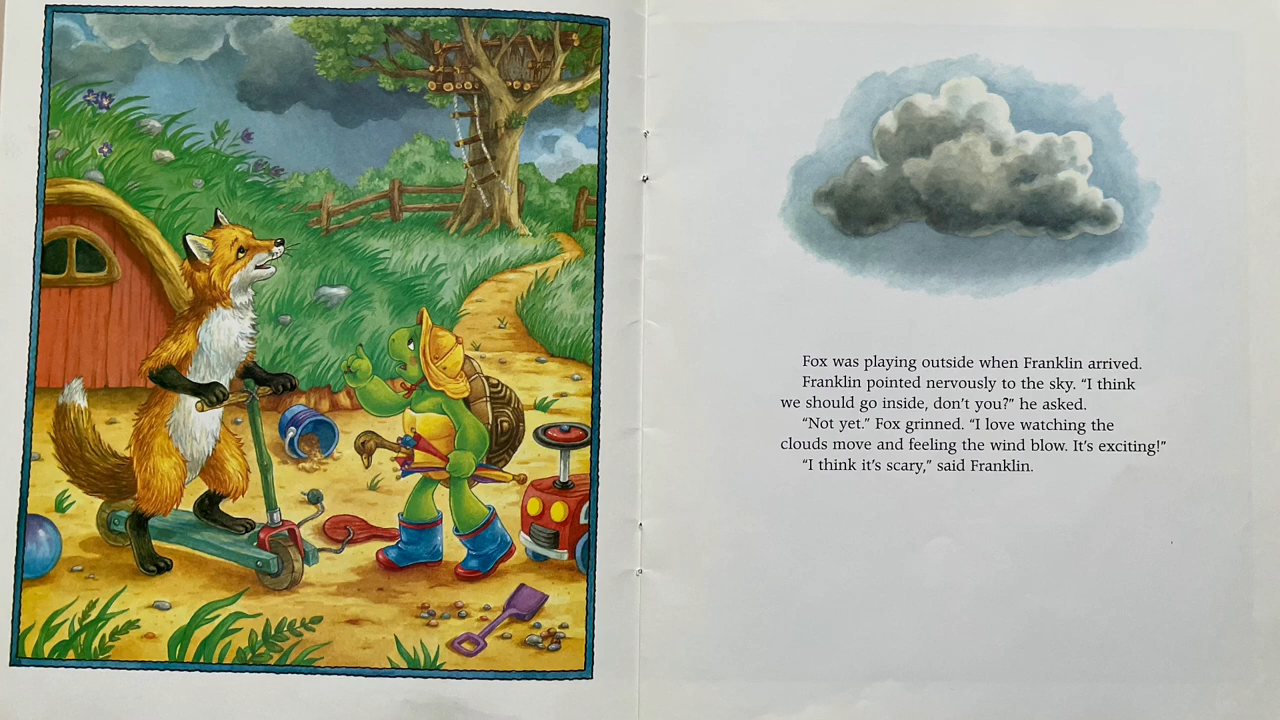 Fox was playing outside when Franklin arrived.
Franklin pointed nervously to the sky. “I think
we should go inside, don’t you?” he asked.
“Not yet.” Fox grinned. “I love watching the
clouds move and feeling the wind blow. It’s exciting!”
“I think it’s scary,” said Franklin.